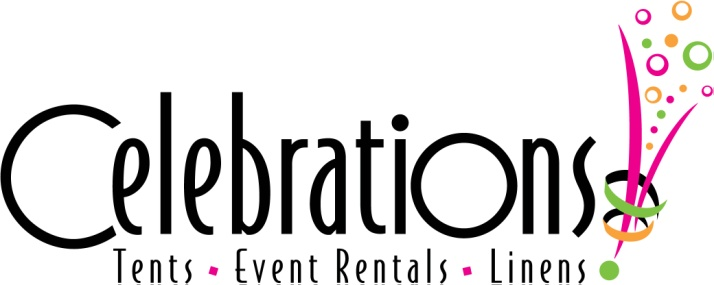 Celebrations!
Tents • Event Rentals • Linens